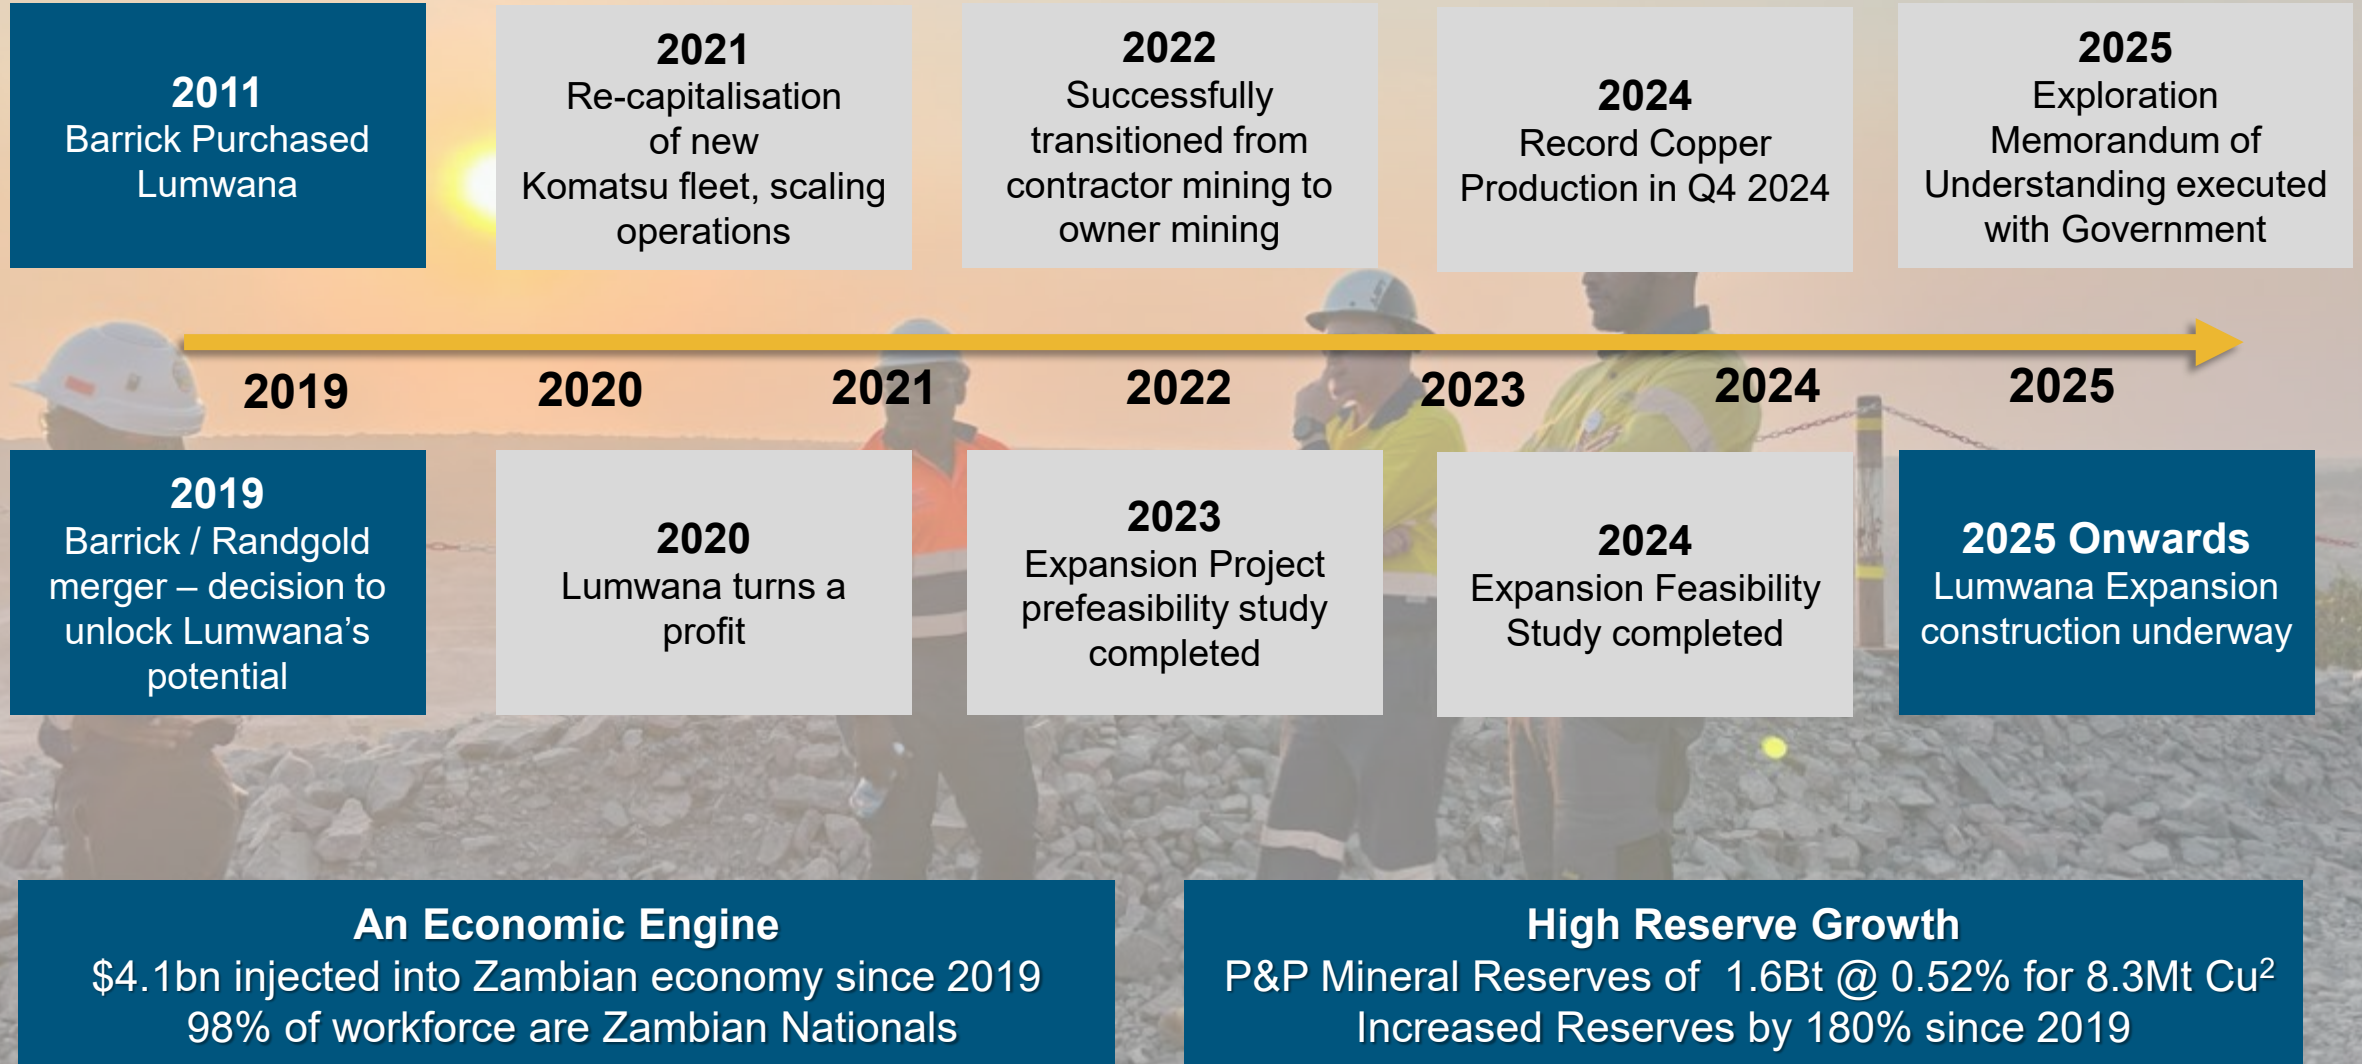 2011
Barrick Purchased
Lumwana
2021
Re-capitalisation
of new
Komatsu fleet, scaling
operations
2022
Successfully
transitioned from
contractor mining to
owner mining
2024
Record Copper
Production in Q4 2024
2025
Exploration
Memorandum of
Understanding executed
with Government
2019 2020 2021 2022 2023 2024 2025
2019
Barrick / Randgold
merger – decision to
unlock Lumwana’s
potential
2020
Lumwana turns a
profit
2023
Expansion Project
prefeasibility study
completed
2024
Expansion Feasibility
Study completed
2025 Onwards
Lumwana Expansion
construction underway
An Economic Engine
$4.1bn injected into Zambian economy since 2019
98% of workforce are Zambian Nationals
High Reserve Growth
P&P Mineral Reserves of 1.6Bt @ 0.52% for 8.3Mt Cu²
Increased Reserves by 180% since 2019